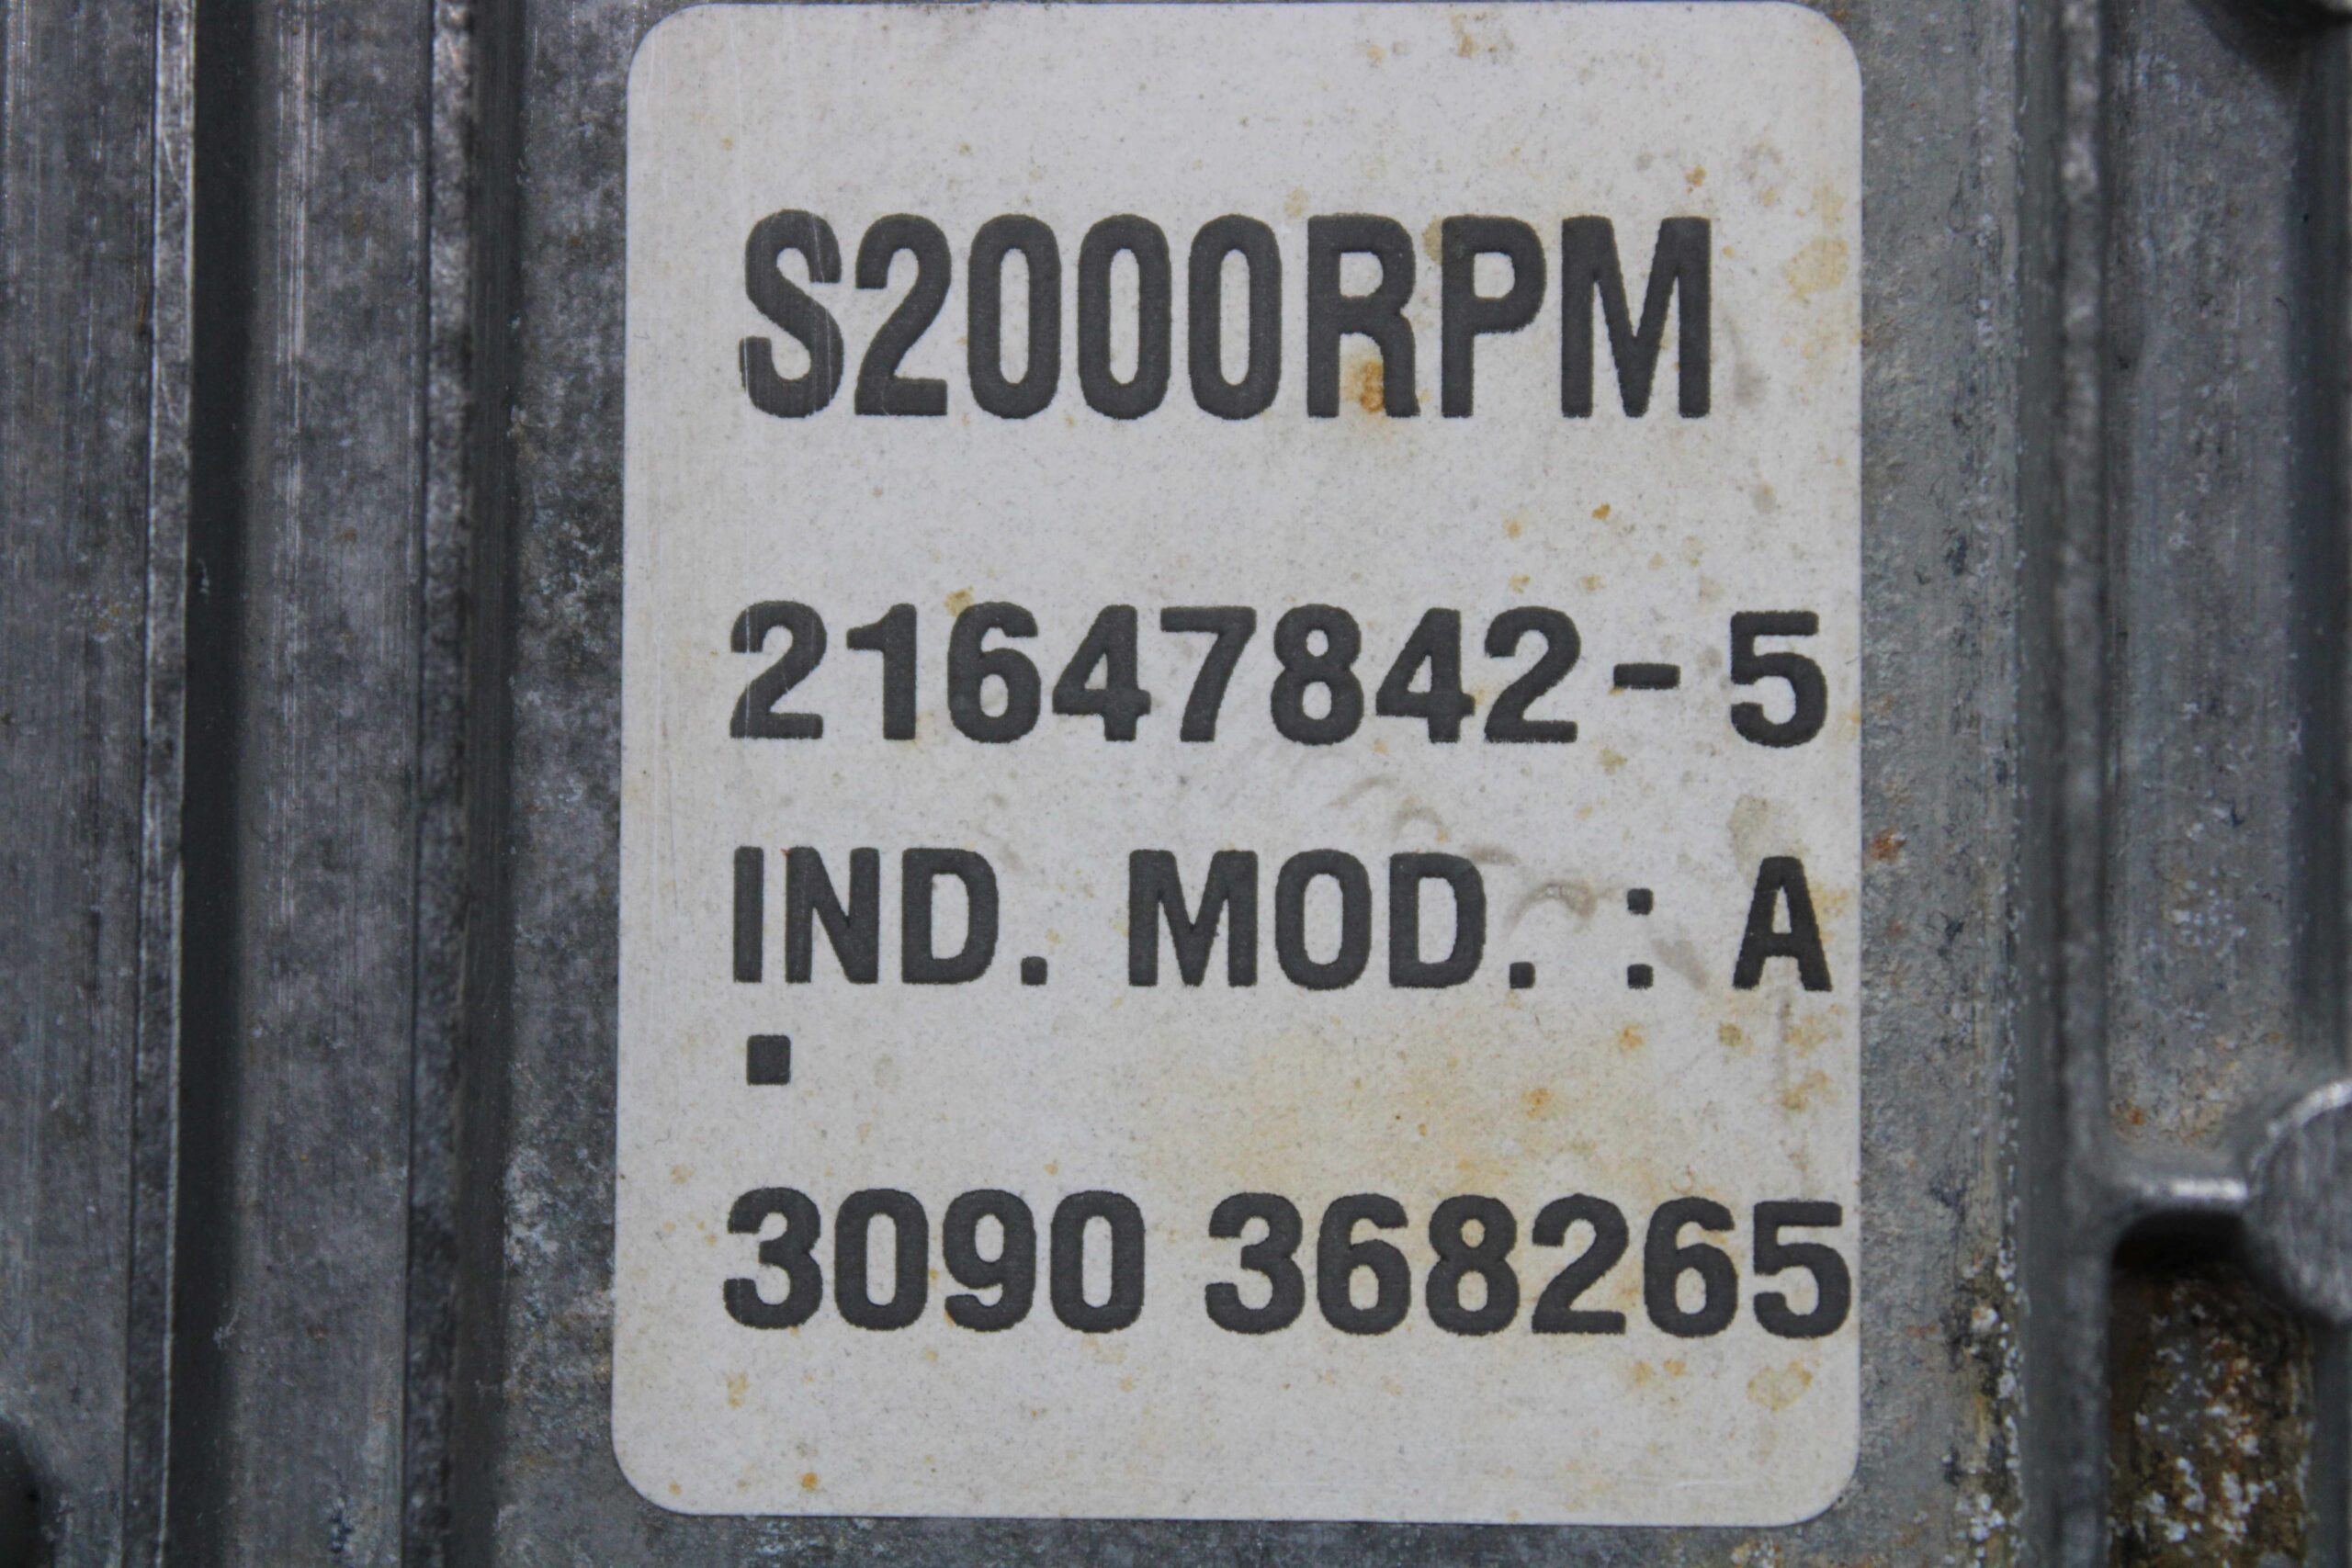 S2000RPM
21647842-5
IND. MOD. : A
3090 368265